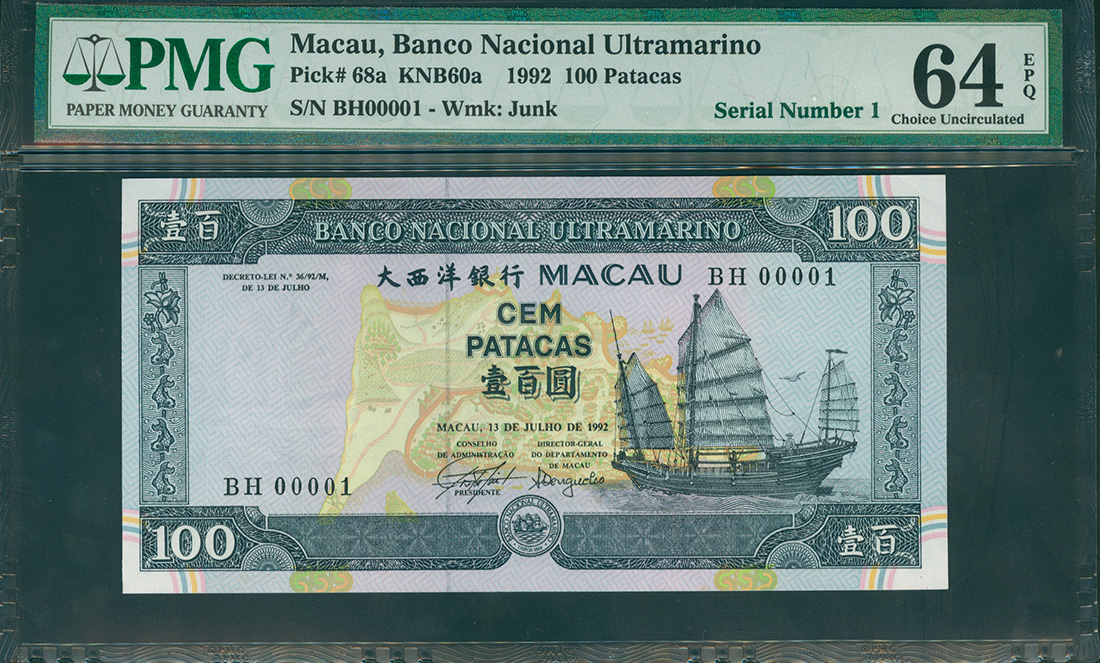 PMG
PAPER MONEY GUARANTY
Macau, Banco Nacional Ultramarino
Pick# 68a KNB60a 1992 100 Patacas
S/N BH00001 - Wmk: Junk
Serial Number 1
64
EPQ
Choice Uncirculated
壹百
BANCO NACIONAL ULTRAMARINO
100
DECRETO-LEI N.º 36/92/M,
DE 13 DE JULHO
大西洋銀行 MACAU
BH 00001
CEM
PATACAS
壹百圓
MACAU, 13 DE JULHO DE 1992
CONSELHO
DE ADMINISTRAÇÃO
DIRECTOR-GERAL
DO DEPARTAMENTO
DE MACAU
PRESIDENTE
BH 00001
100
壹百